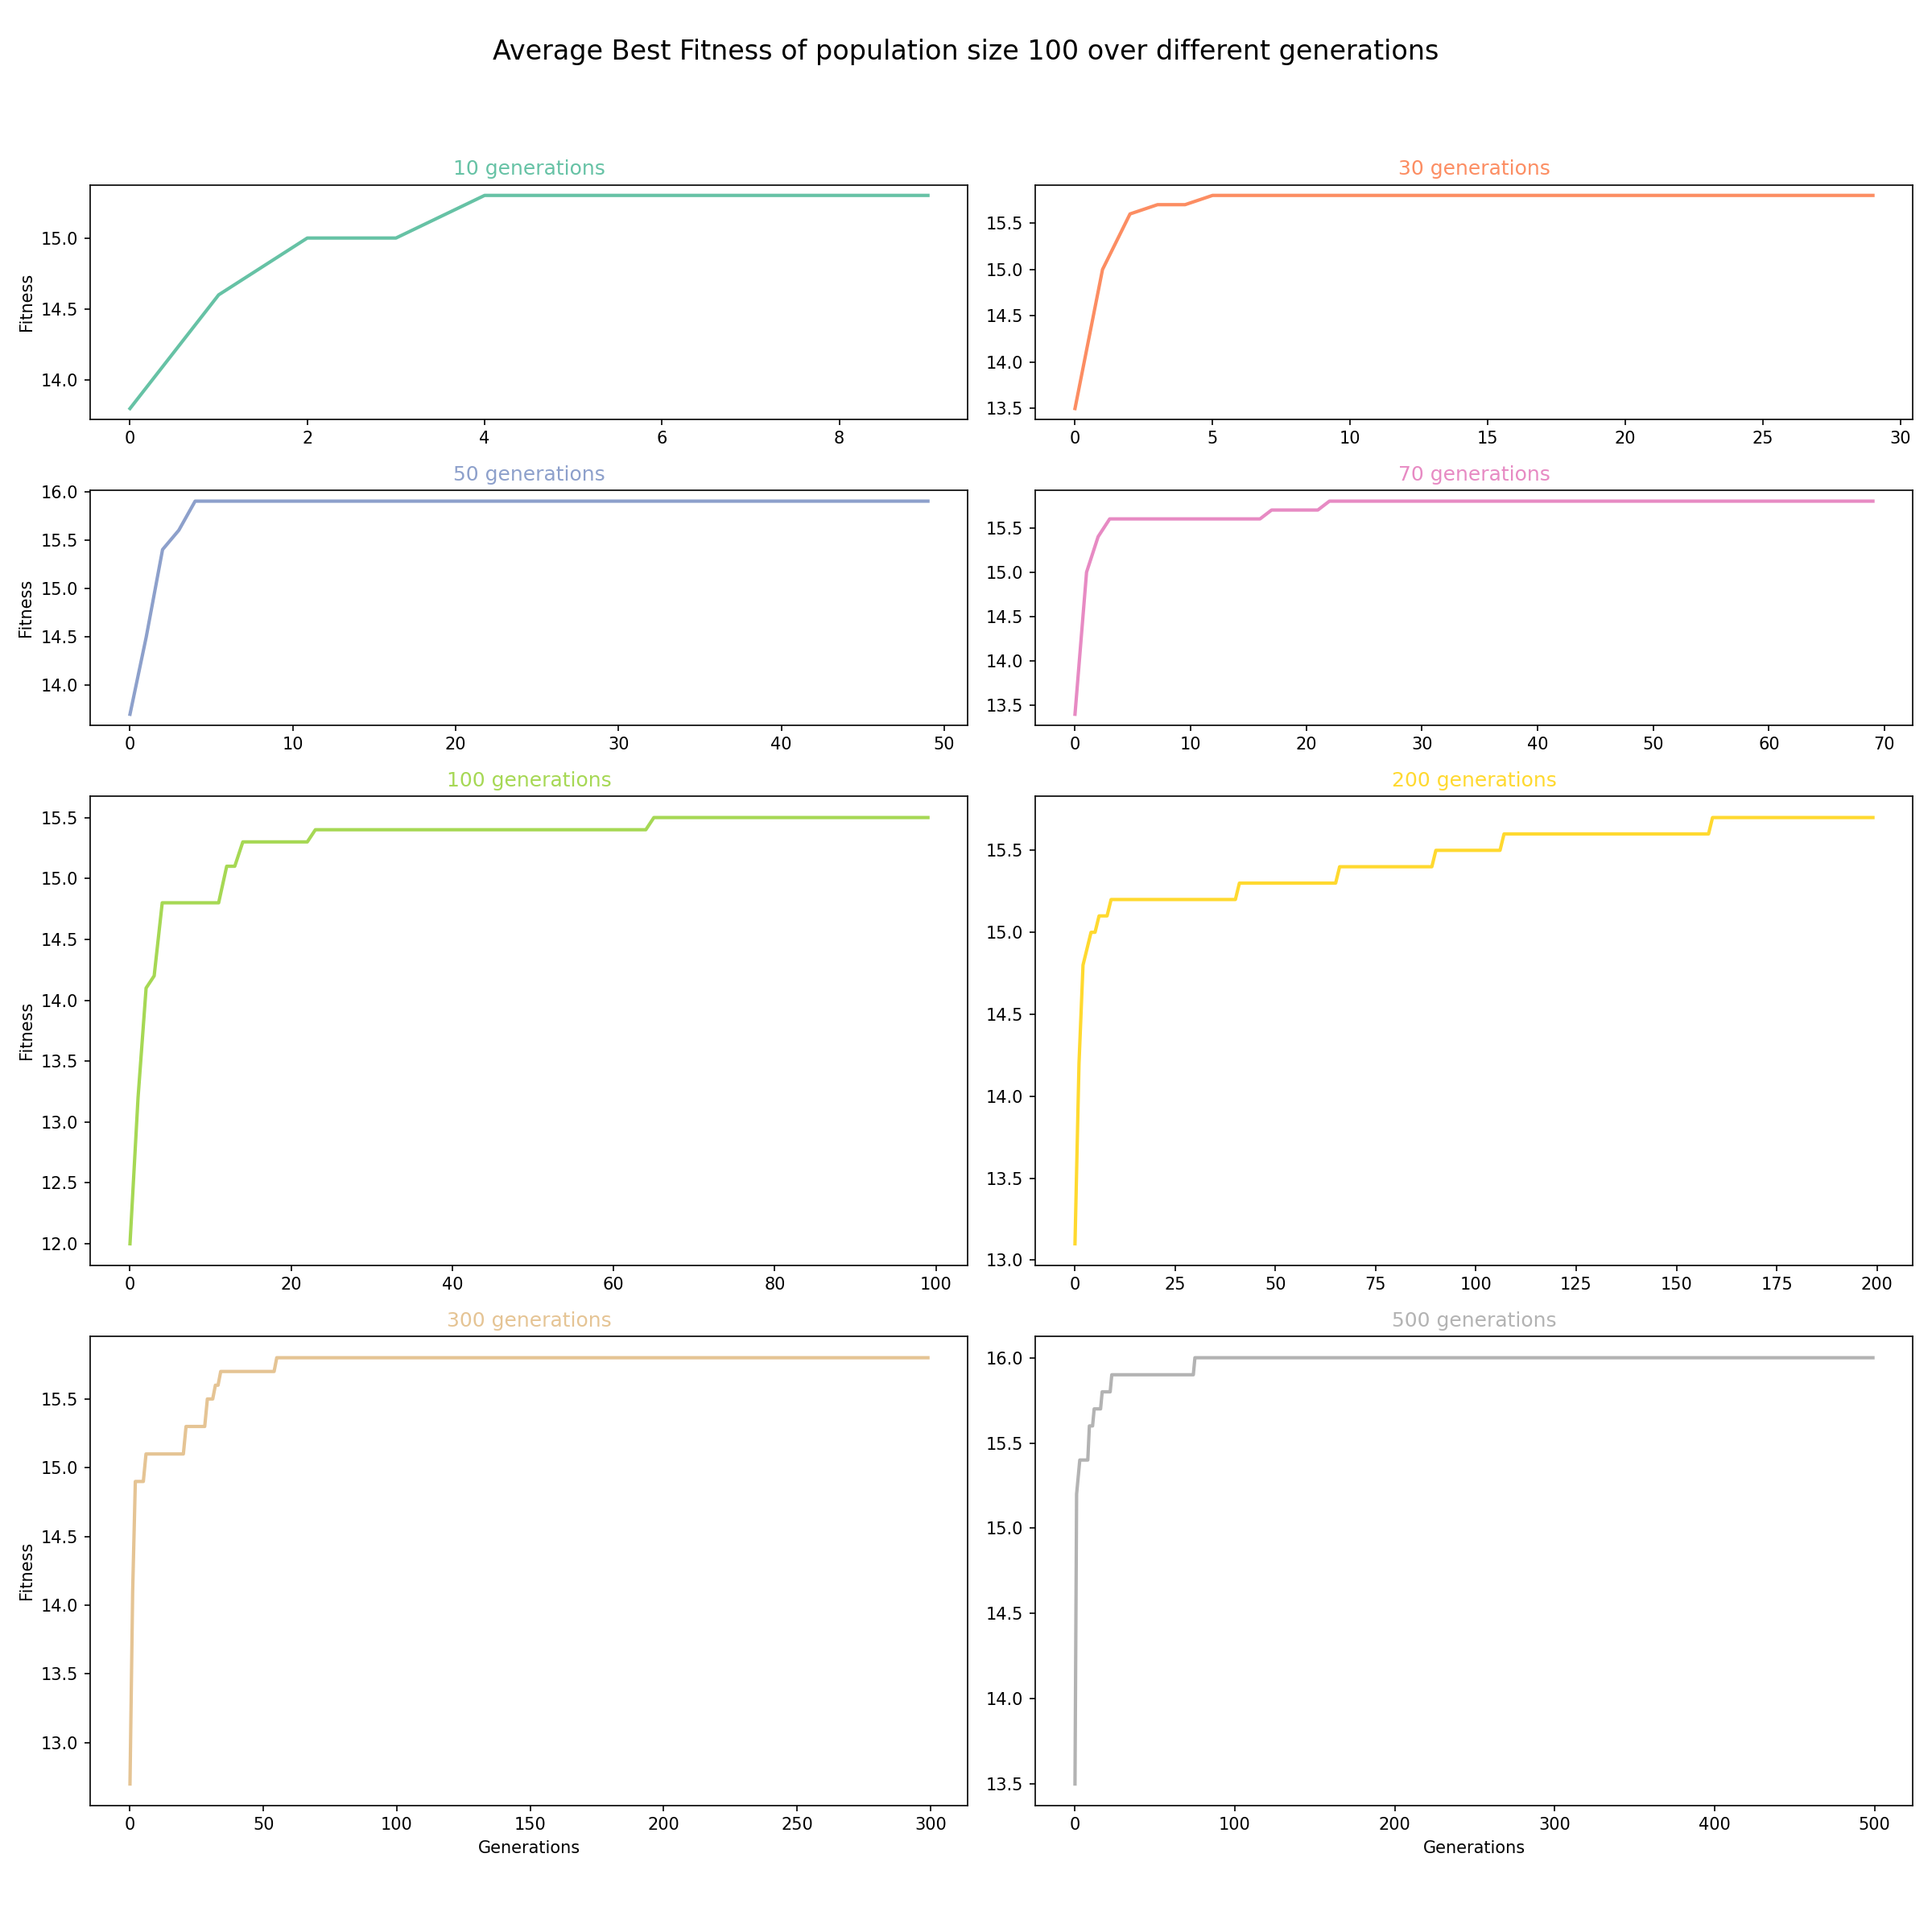 Average Best Fitness of population size 100 over different generations
10 generations
Fitness
15.0
14.5
14.0
0 2 4 6 8
30 generations
15.5
15.0
14.5
14.0
13.5
0 5 10 15 20 25 30
50 generations
Fitness
16.0
15.5
15.0
14.5
14.0
0 10 20 30 40 50
70 generations
15.5
15.0
14.5
14.0
13.5
0 10 20 30 40 50 60 70
100 generations
Fitness
15.5
15.0
14.5
14.0
13.5
13.0
12.5
12.0
0 20 40 60 80 100
200 generations
15.5
15.0
14.5
14.0
13.5
13.0
0 25 50 75 100 125 150 175 200
300 generations
Fitness
15.5
15.0
14.5
14.0
13.5
13.0
0 50 100 150 200 250 300
Generations
500 generations
16.0
15.5
15.0
14.5
14.0
13.5
0 100 200 300 400 500
Generations